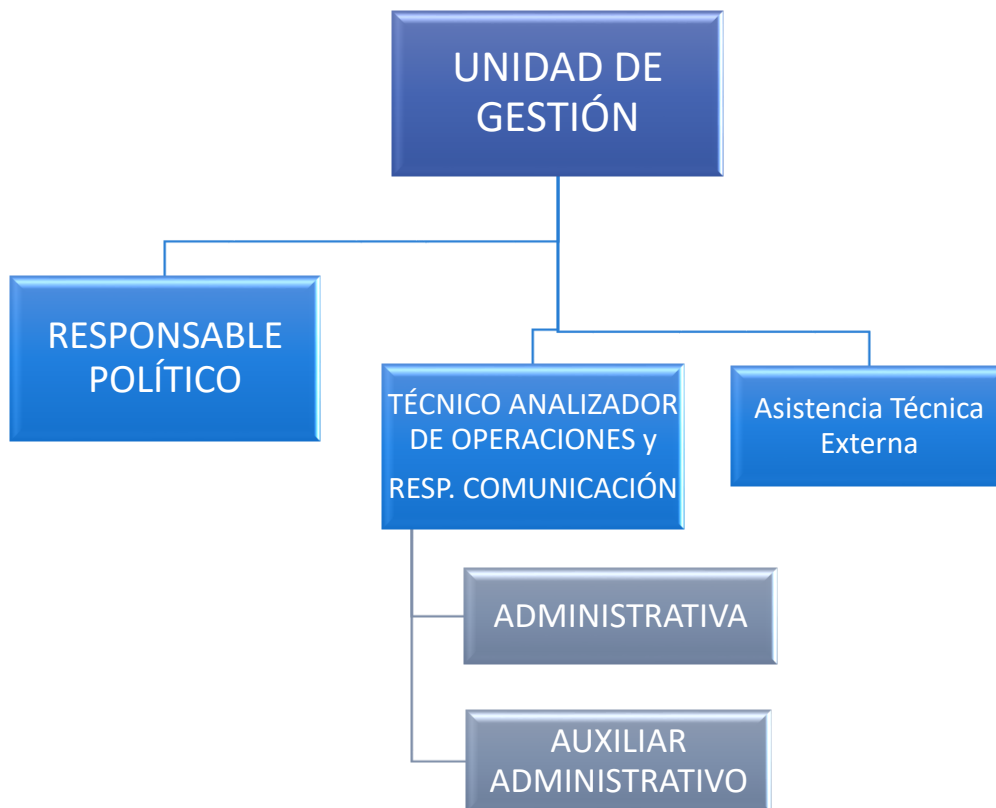 UNIDAD DE
GESTIÓN
RESPONSABLE
POLÍTICO
TÉCNICO ANALIZADOR
DE OPERACIONES y
RESP. COMUNICACIÓN
Asistencia Técnica
Externa
ADMINISTRATIVA
AUXILIAR
ADMINISTRATIVO